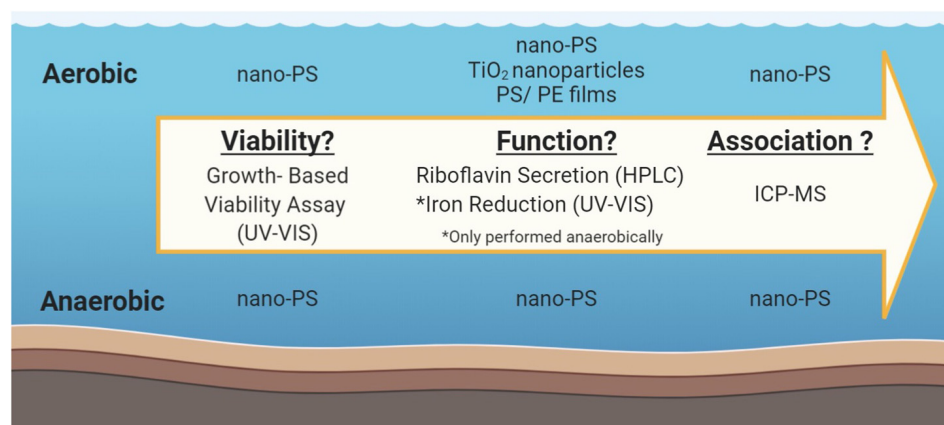 Aerobic
nano-PS
nano-PS
TiO₂ nanoparticles
PS/ PE films
nano-PS
Viability?
Growth- Based
Viability Assay
(UV-VIS)
Function?
Riboflavin Secretion (HPLC)
*Iron Reduction (UV-VIS)
*Only performed anaerobically
Association ?
ICP-MS
Anaerobic
nano-PS
nano-PS
nano-PS